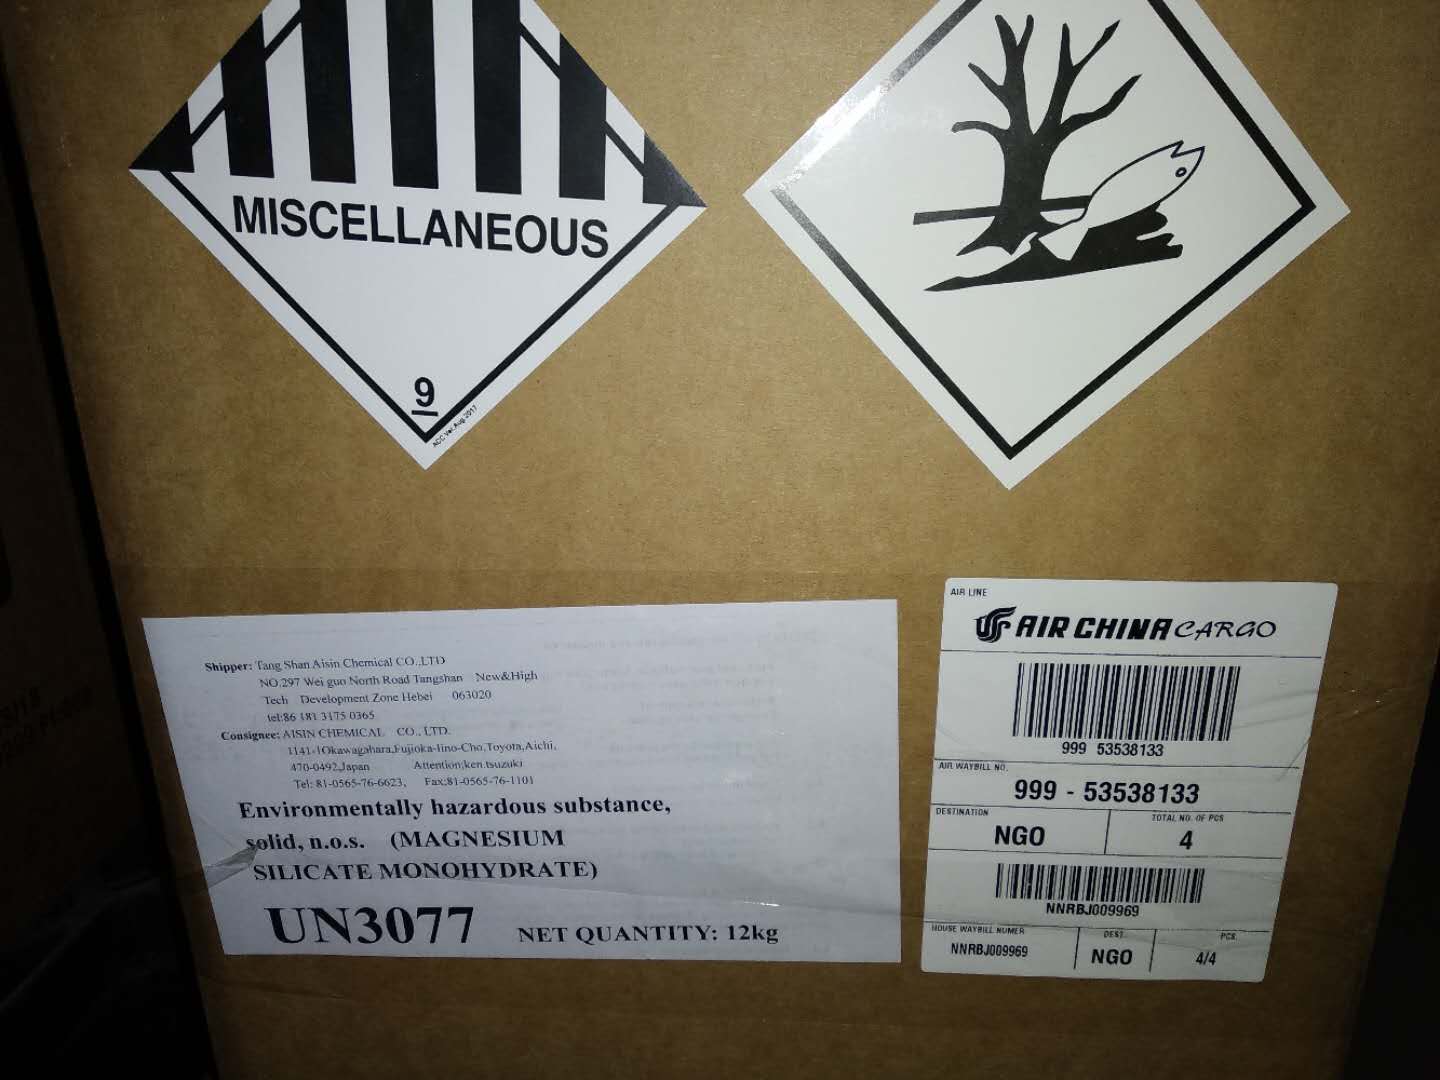 MISCELLANEOUS
9
ACC Ver.Aug 2017
Shipper: Tang Shan Aisin Chemical CO.,LTD
NO.297 Wei guo North Road Tangshan New&High
Tech Development Zone Hebei 063020
tel:86 181 3175 0365
Consignee: AISIN CHEMICAL CO., LTD.
1141-1Okawagahara,Fujioka-Iino-Cho,Toyota,Aichi,
470-0492,Japan Attention;ken.tsuzuki
Tel: 81-0565-76-6623, Fax:81-0565-76-1101
Environmentally hazardous substance,
solid, n.o.s. (MAGNESIUM
SILICATE MONOHYDRATE)
UN3077 NET QUANTITY: 12kg
AIR LINE
AIR CHINA CARGO
999 53538133
AIR WAYBILL NO.
999 - 53538133
DESTINATION TOTAL NO. OF PCS
NGO 4
NNRBJ009969
HOUSE WAYBILL NUMER DEST. PCS.
NNRBJ009969 NGO 4/4